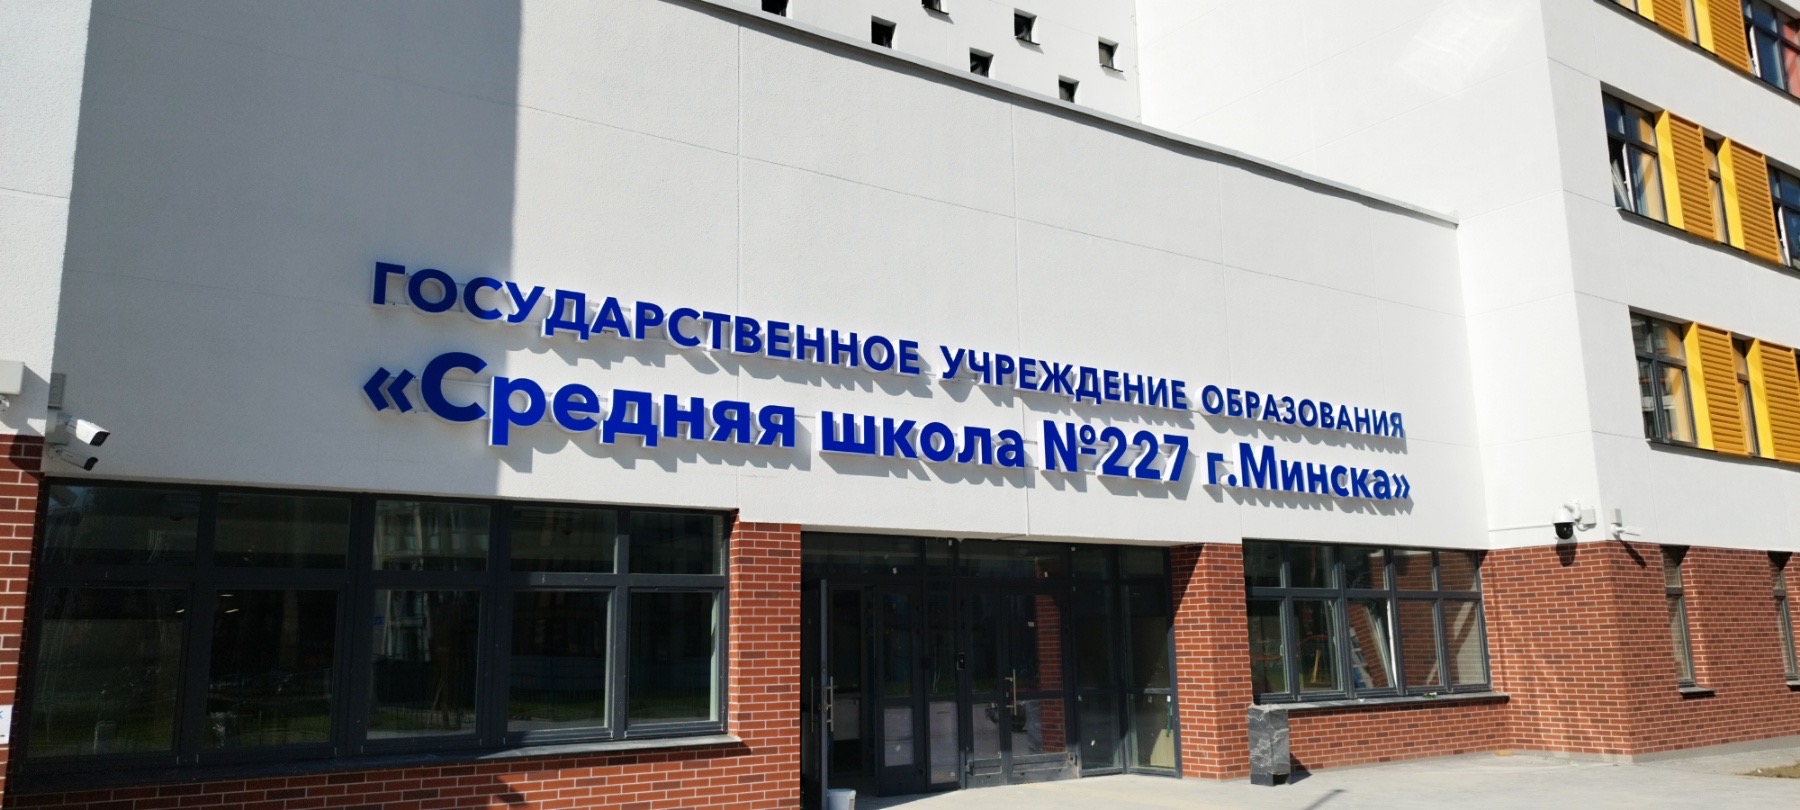 ГОСУДАРСТВЕННОЕ УЧРЕЖДЕНИЕ ОБРАЗОВАНИЯ
«Средняя школа №227 г.Минска»